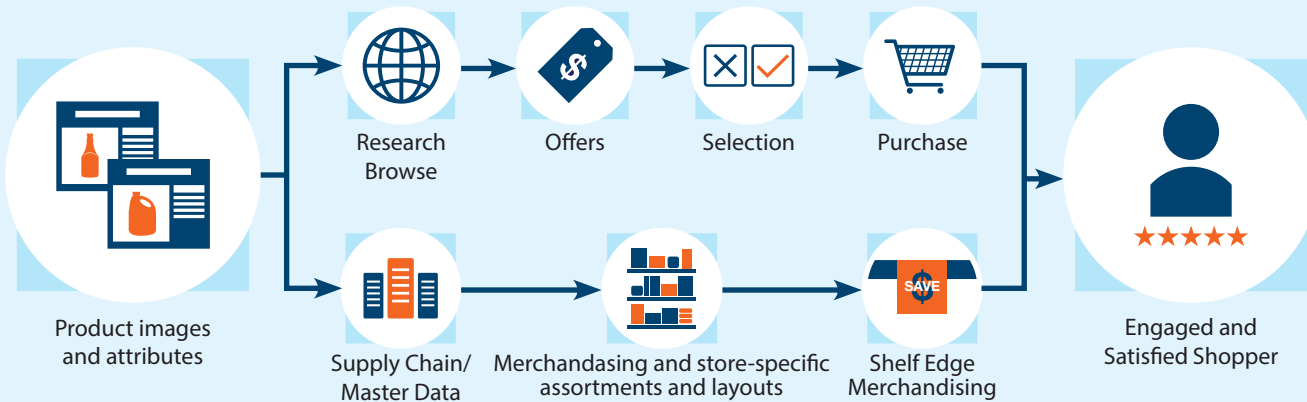 Product images
and attributes
Research
Browse
Offers
Selection
Purchase
Supply Chain/
Master Data
Merchandasing and store-specific
assortments and layouts
$
SAVE
Shelf Edge
Merchandising
Engaged and
Satisfied Shopper